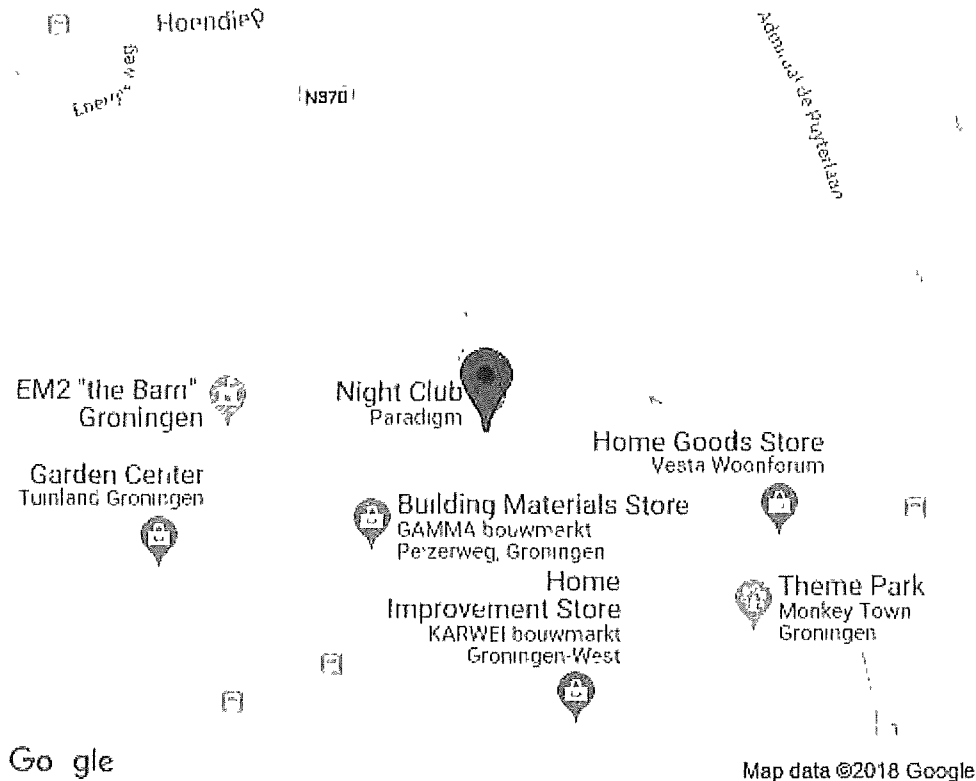 Hoendiep
N370
Admiraal de Ruyterlaan
EM2 "the Barn"
Groningen
Night Club
Paradigm
Home Goods Store
Vesta Woonforum
Garden Center
Tuinland Groningen
Building Materials Store
GAMMA bouwmarkt
Peizerweg, Groningen
Home
Improvement Store
KARWEI bouwmarkt
Groningen-West
Theme Park
Monkey Town
Groningen
Go gle
Map data ©2018 Google